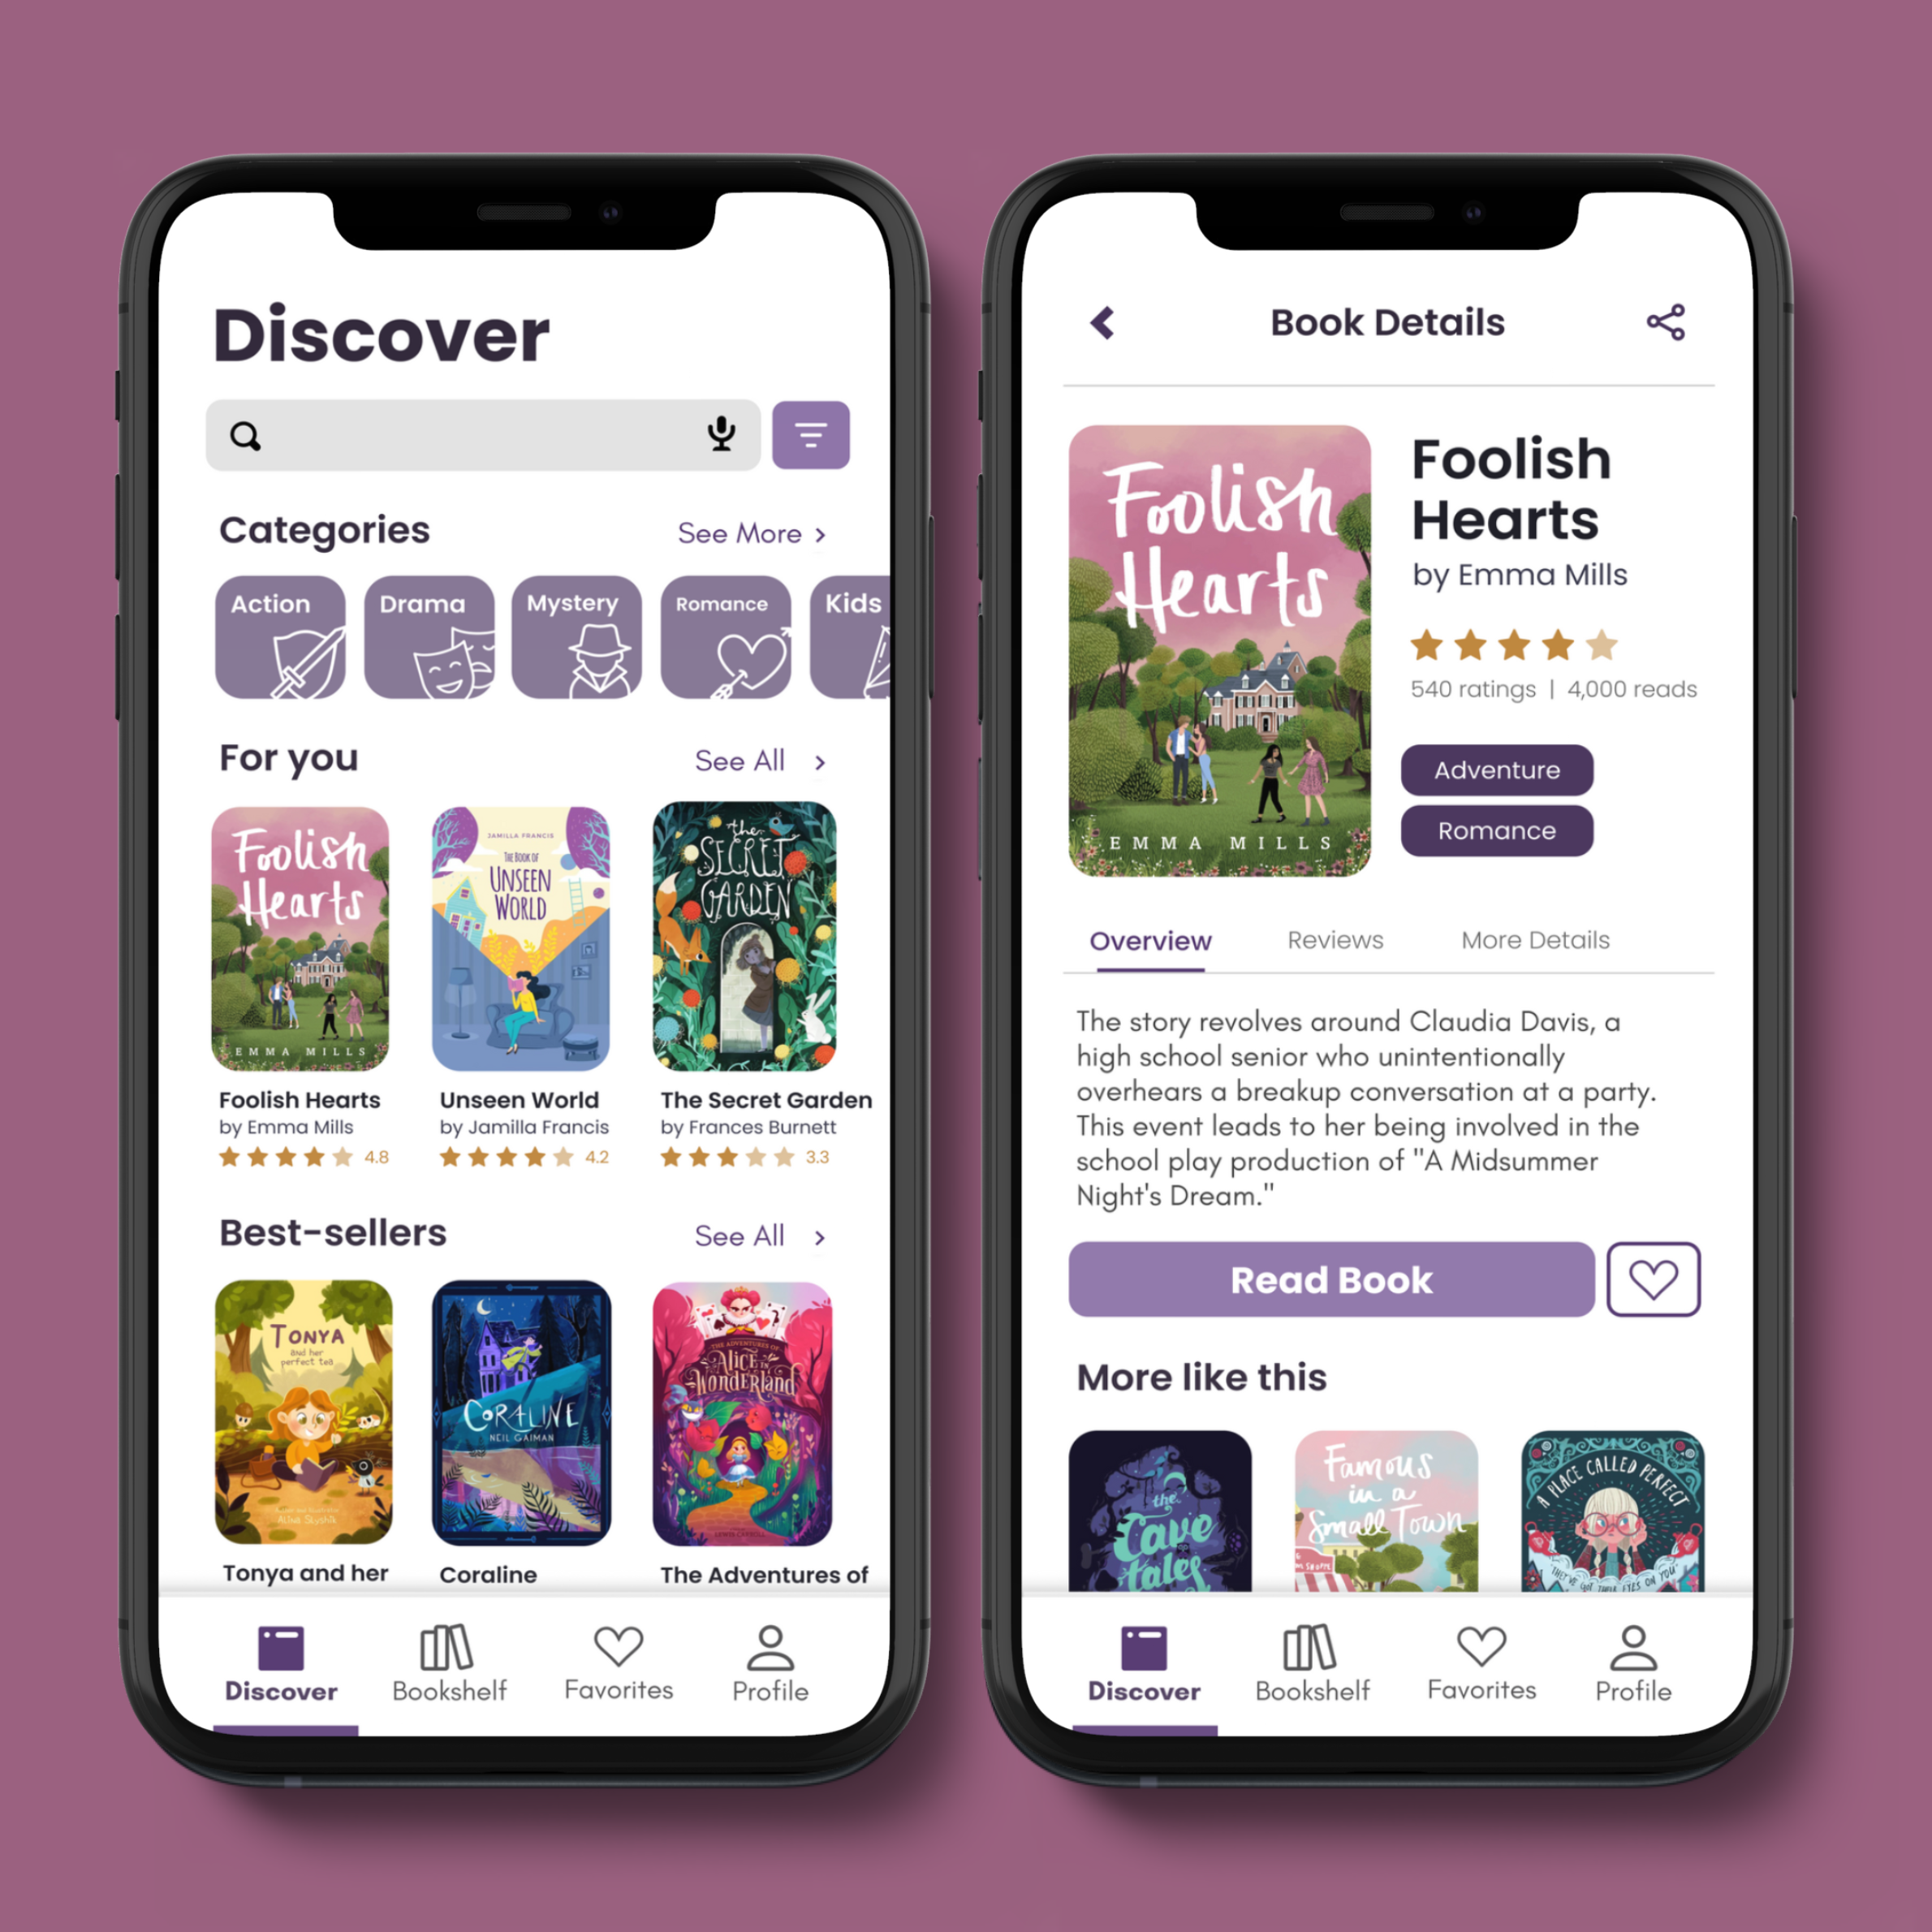 Discover
Categories
See More >
Action
Drama
Mystery
Romance
Kids
For you
See All >
Foolish
Hearts
EMMA MILLS
JAMILLA FRANCIS
THE BOOK OF
UNSEEN
WORLD
the
SECRET
GARDEN
Foolish Hearts
by Emma Mills
4.8
Unseen World
by Jamilla Francis
4.2
The Secret Garden
by Frances Burnett
3.3
Best-sellers
See All >
TONYA
and her
perfect tea
CORALINE
NEIL GAIMAN
THE ADVENTURES OF
ALICE IN
WONDERLAND
Tonya and her
Coraline
The Adventures of
Discover
Bookshelf
Favorites
Profile
Book Details
Foolish
Hearts
EMMA MILLS
Foolish
Hearts
by Emma Mills
540 ratings | 4,000 reads
Adventure
Romance
Overview
Reviews
More Details
The story revolves around Claudia Davis, a
high school senior who unintentionally
overhears a breakup conversation at a party.
This event leads to her being involved in the
school play production of "A Midsummer
Night's Dream."
Read Book
More like this
the
Cave
tales
Famous
in a
Small Town
A PLACE CALLED PERFECT
THEY'VE GOT THEIR EYES ON YOU
Discover
Bookshelf
Favorites
Profile